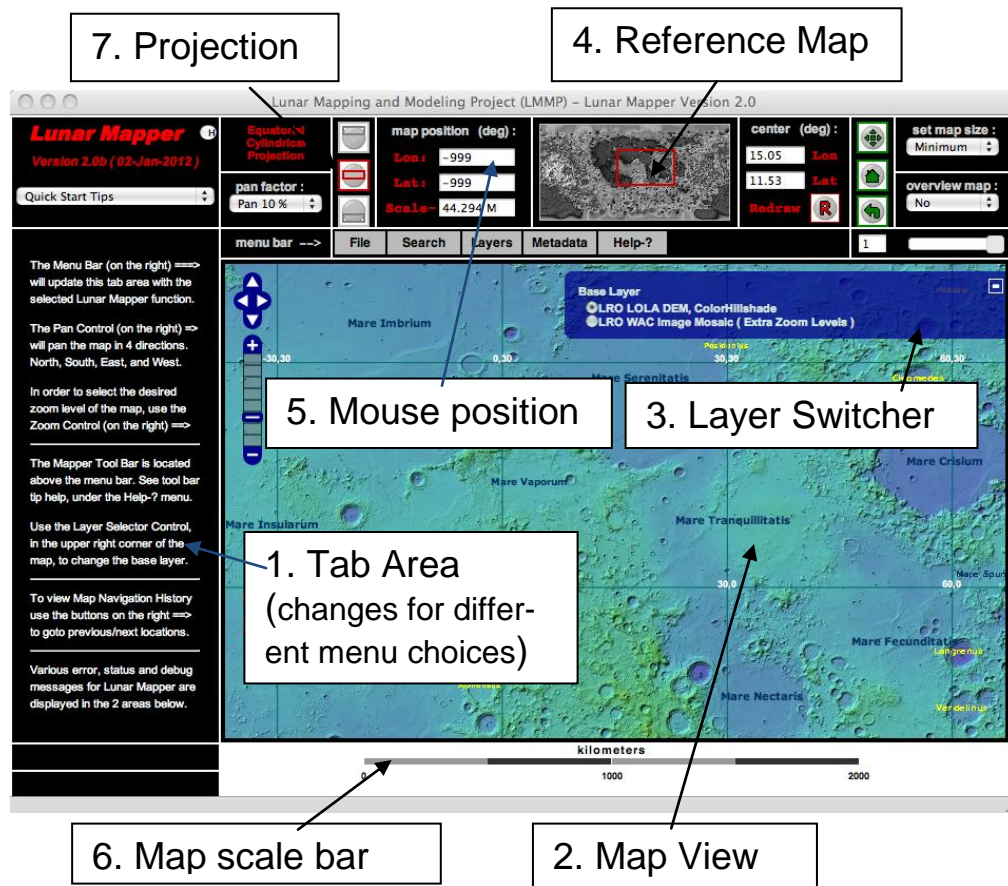 7. Projection
4. Reference Map
Lunar Mapping and Modeling Project (LMMP) – Lunar Mapper Version 2.0
Lunar Mapper
H
Version 2.0b ( 02-Jan-2012 )
Quick Start Tips
Equatorial
Cylindrical
Projection
pan factor :
Pan 10 %
map position (deg) :
Lon: -999
Lat: -999
Scale~ 44.294 M
center (deg) :
15.05 Lon
11.53 Lat
Redraw R
set map size :
Minimum
overview map :
No
menu bar -->
File
Search
Layers
Metadata
Help-?
1
The Menu Bar (on the right) ===>
will update this tab area with the
selected Lunar Mapper function.
The Pan Control (on the right) =>
will pan the map in 4 directions.
North, South, East, and West.
In order to select the desired
zoom level of the map, use the
Zoom Control (on the right) ==>
The Mapper Tool Bar is located
above the menu bar. See tool bar
tip help, under the Help-? menu.
Use the Layer Selector Control,
in the upper right corner of the
map, to change the base layer.
To view Map Navigation History
use the buttons on the right ==>
to goto previous/next locations.
Various error, status and debug
messages for Lunar Mapper are
displayed in the 2 areas below.
Base Layer
LRO LOLA DEM, ColorHillshade
LRO WAC Image Mosaic ( Extra Zoom Levels )
Mare Imbrium
-30,30
0,30
30,30
60,30
Posidonius
Mare Serenitatis
Cleomedes
5. Mouse position
3. Layer Switcher
Mare Crisium
Mare Vaporum
Mare Insularum
Mare Tranquillitatis
1. Tab Area
(changes for differ-
ent menu choices)
30,0
60,0
Mare Spum
Mare Fecunditatis
Langrenus
Mare Nectaris
Vendelinus
kilometers
0
1000
2000
6. Map scale bar
2. Map View